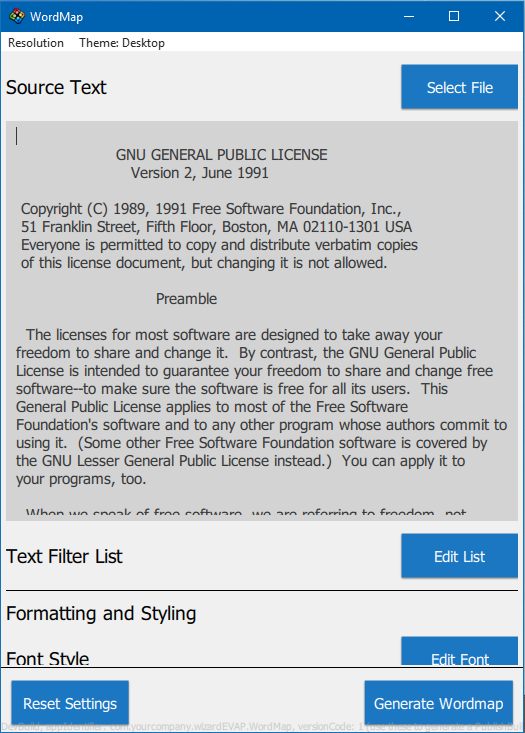 WordMap
Resolution Theme: Desktop
Source Text
Select File
GNU GENERAL PUBLIC LICENSE
Version 2, June 1991
Copyright (C) 1989, 1991 Free Software Foundation, Inc.,
51 Franklin Street, Fifth Floor, Boston, MA 02110-1301 USA
Everyone is permitted to copy and distribute verbatim copies
of this license document, but changing it is not allowed.
Preamble
The licenses for most software are designed to take away your
freedom to share and change it. By contrast, the GNU General Public
License is intended to guarantee your freedom to share and change free
software--to make sure the software is free for all its users. This
General Public License applies to most of the Free Software
Foundation's software and to any other program whose authors commit to
using it. (Some other Free Software Foundation software is covered by
the GNU Lesser General Public License instead.) You can apply it to
your programs, too.
When we speak of free software, we are referring to freedom, not
Text Filter List
Edit List
Formatting and Styling
Font Style
Edit Font
Reset Settings
Generate Wordmap
DevBuild, appIdentifier: com.yourcompany.wizardEVAP.WordMap, versionCode: 1